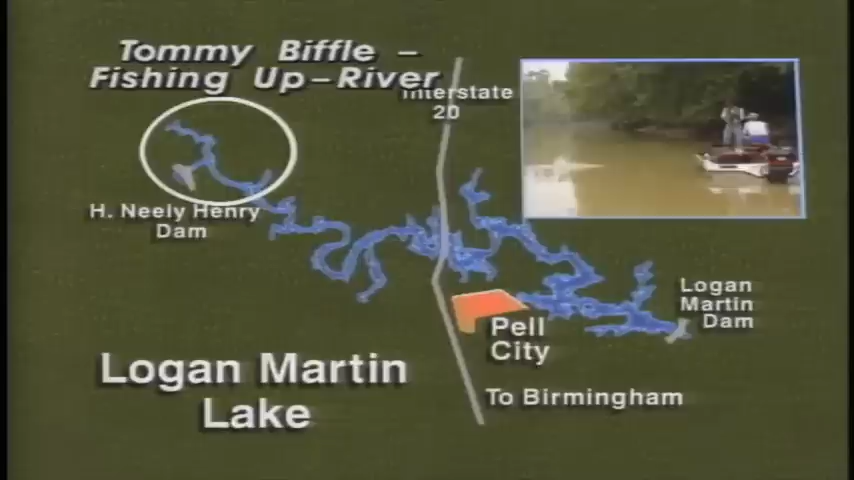 Tommy Biffle –
Fishing Up–River
Interstate
20
H. Neely Henry
Dam
Logan
Martin
Dam
Pell
City
Logan Martin
Lake
To Birmingham